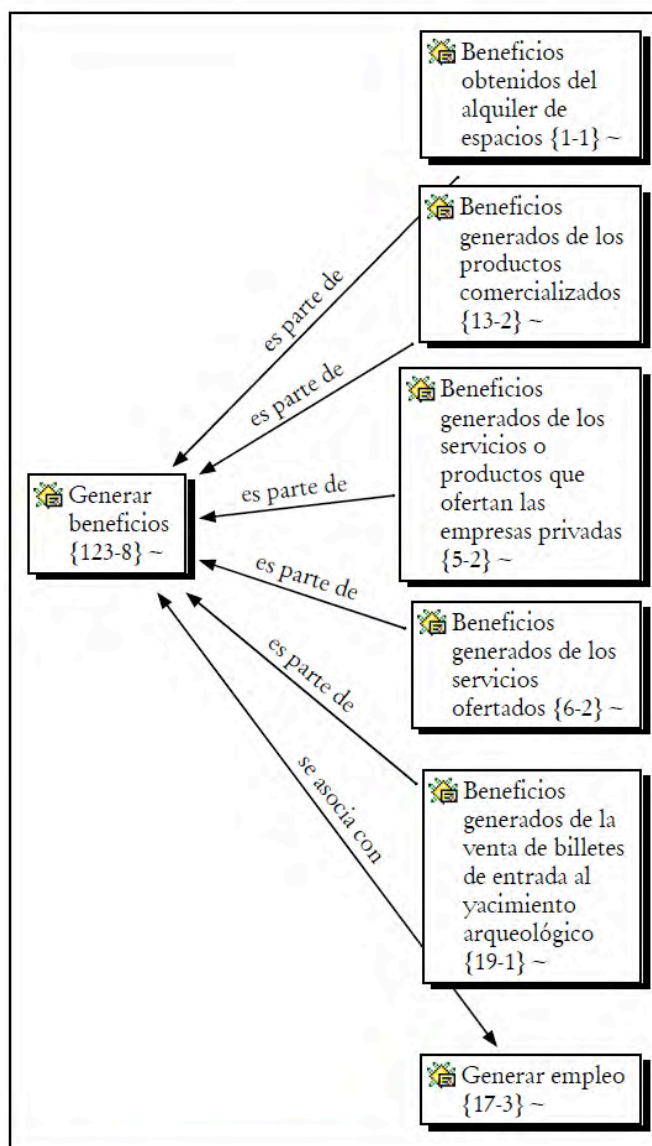 Beneficios
obtenidos del
alquiler de
espacios {1-1} ~
Beneficios
generados de los
productos
comercializados
{13-2} ~
Beneficios
generados de los
servicios o
productos que
ofertan las
empresas privadas
{5-2} ~
Beneficios
generados de los
servicios
ofertados {6-2} ~
Beneficios
generados de la
venta de billetes
de entrada al
yacimiento
arqueológico
{19-1} ~
Generar empleo
{17-3} ~
Generar
beneficios
{123-8} ~
es parte de
es parte de
es parte de
es parte de
es parte de
se asocia con